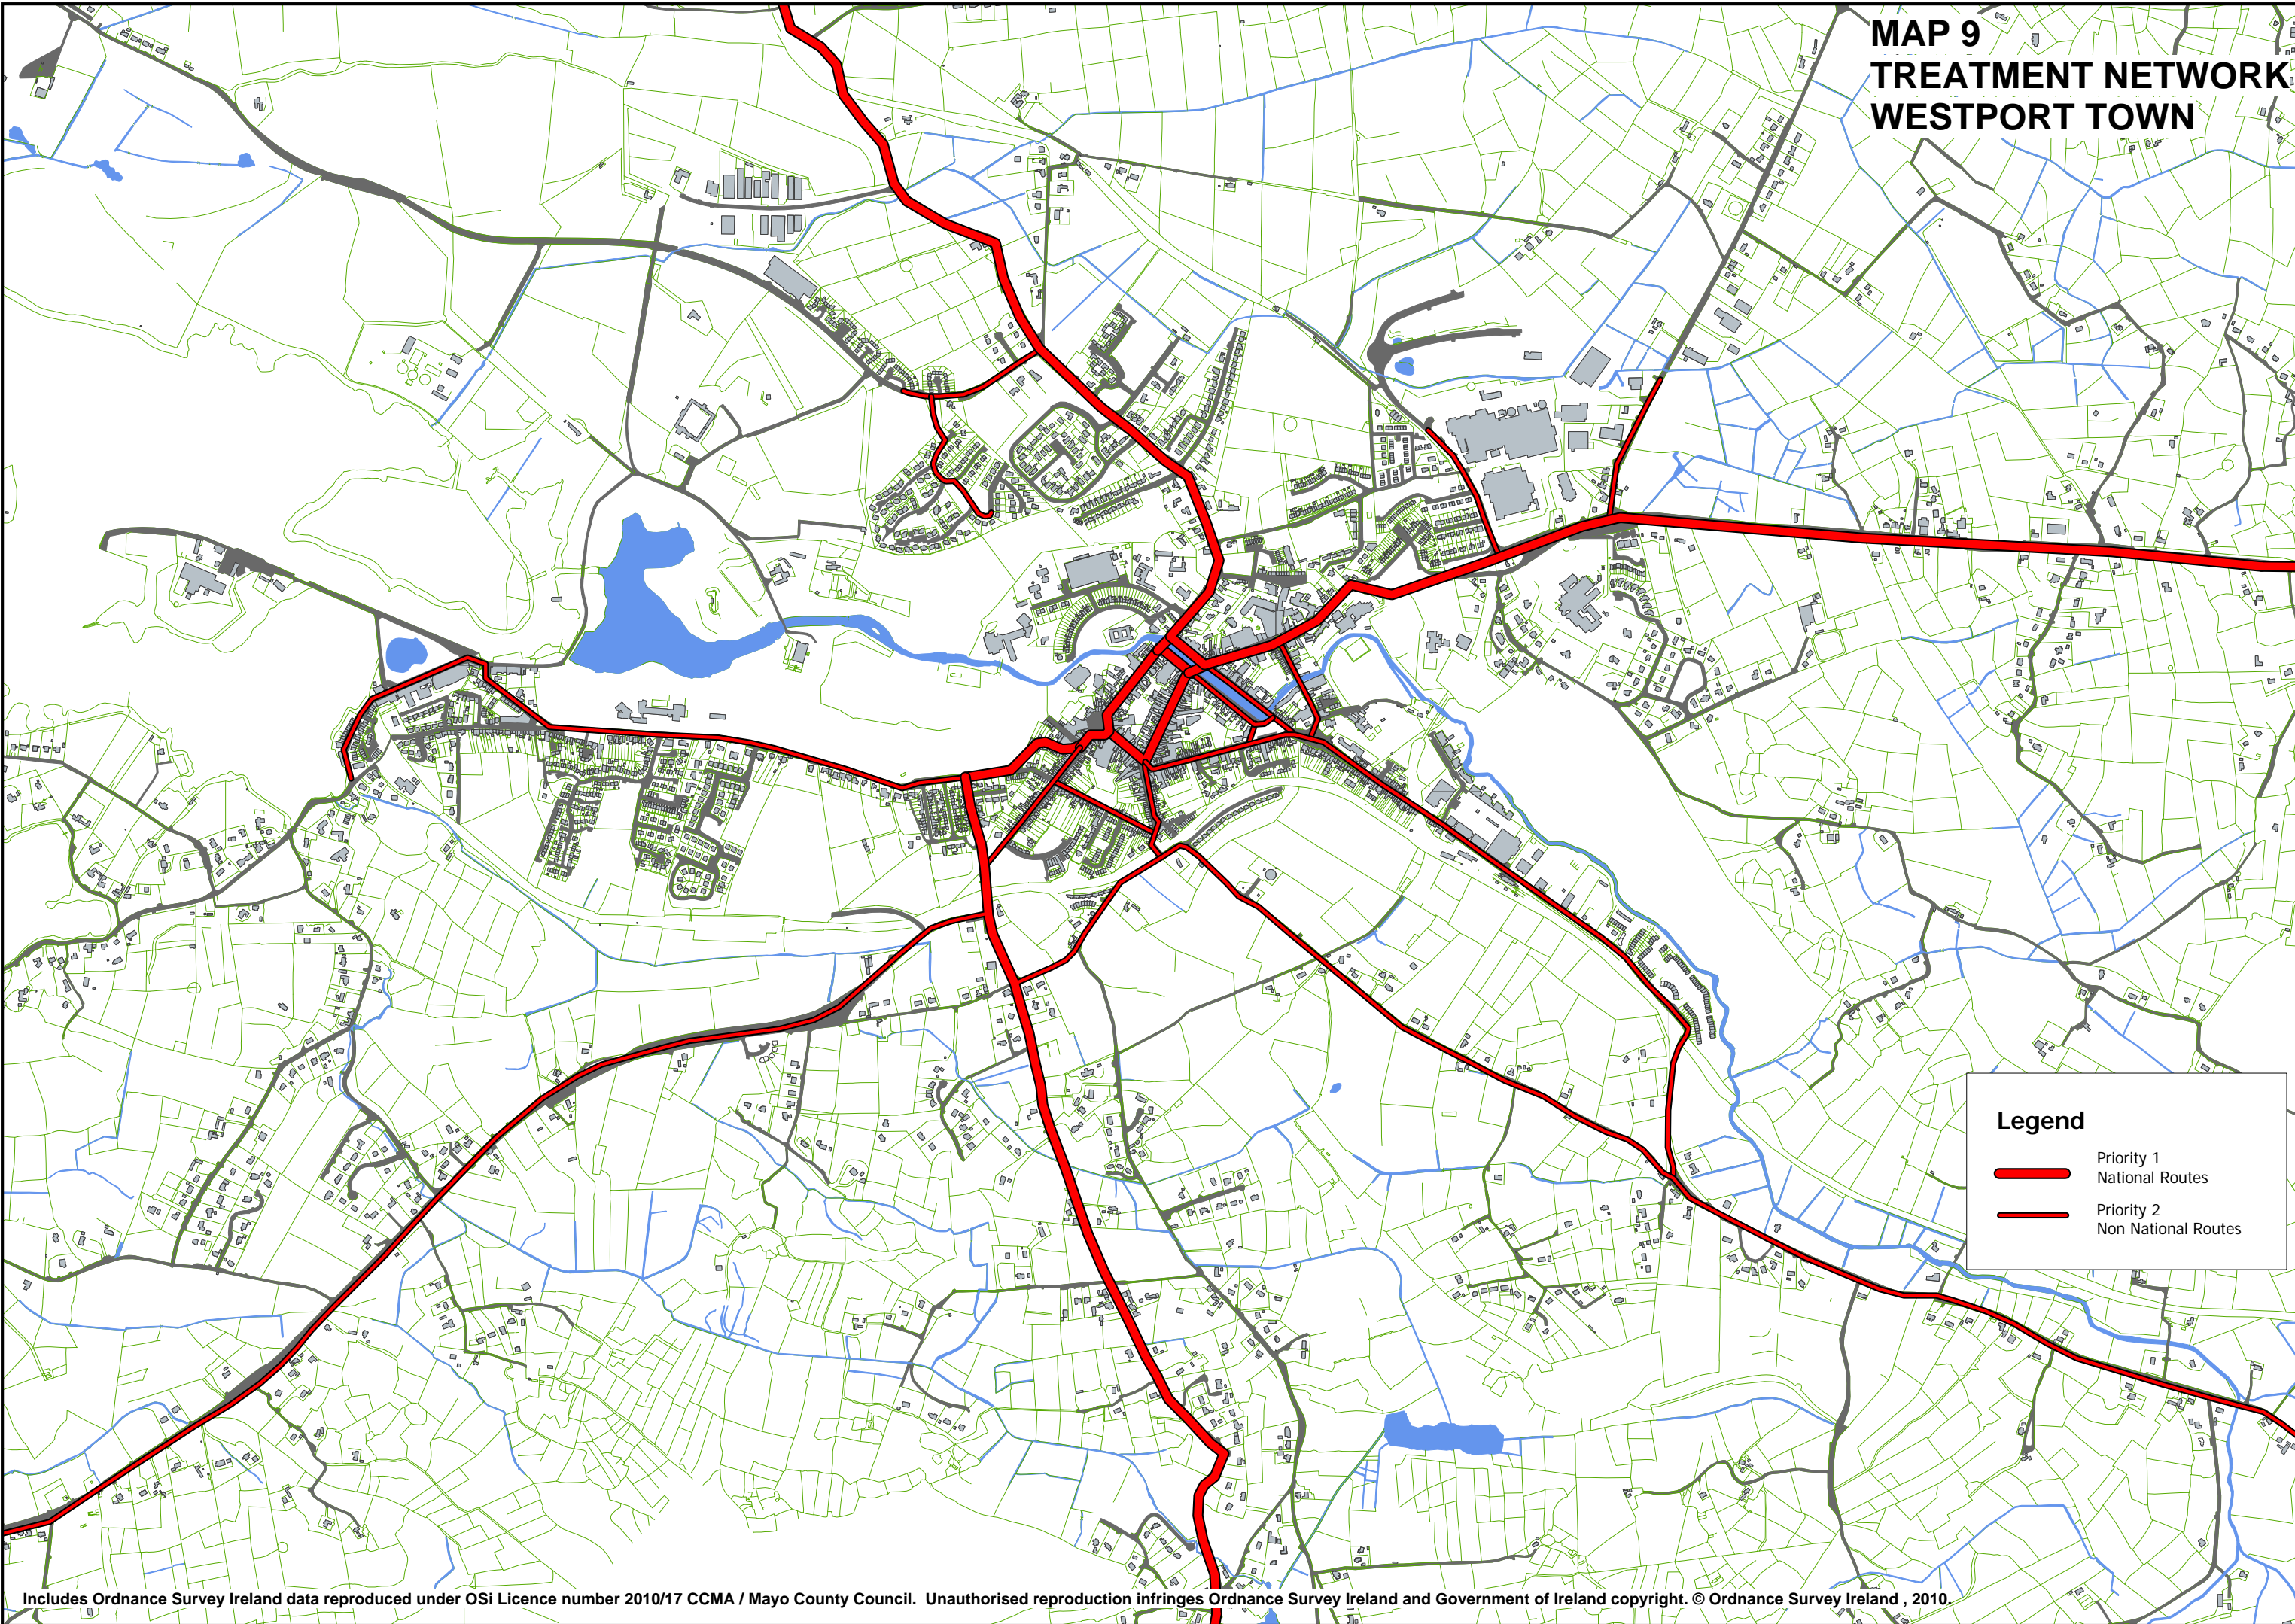 MAP 9
TREATMENT NETWORK
WESTPORT TOWN
Legend
Priority 1
National Routes
Priority 2
Non National Routes
Includes Ordnance Survey Ireland data reproduced under OSi Licence number 2010/17 CCMA / Mayo County Council.  Unauthorised reproduction infringes Ordnance Survey Ireland and Government of Ireland copyright. © Ordnance Survey Ireland , 2010.